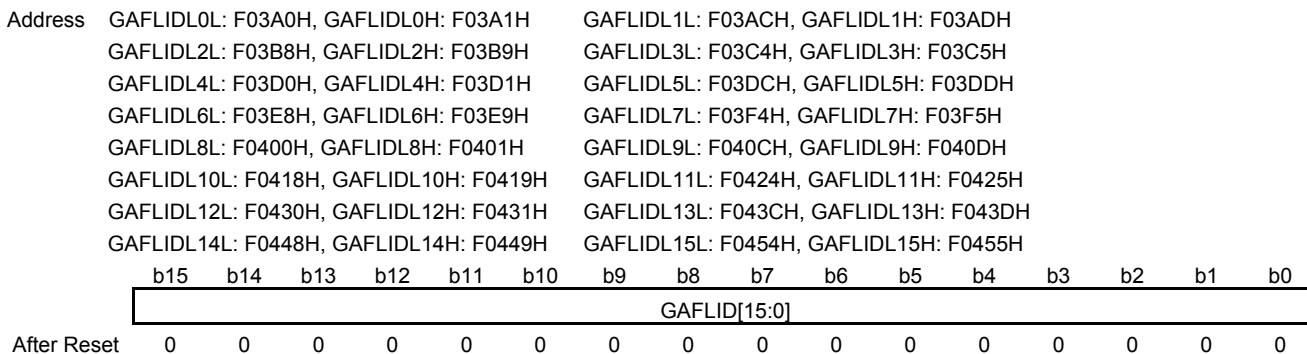 Address GAFLIDL0L: F03A0H, GAFLIDL0H: F03A1H GAFLIDL1L: F03ACH, GAFLIDL1H: F03ADH
GAFLIDL2L: F03B8H, GAFLIDL2H: F03B9H GAFLIDL3L: F03C4H, GAFLIDL3H: F03C5H
GAFLIDL4L: F03D0H, GAFLIDL4H: F03D1H GAFLIDL5L: F03DCH, GAFLIDL5H: F03DDH
GAFLIDL6L: F03E8H, GAFLIDL6H: F03E9H GAFLIDL7L: F03F4H, GAFLIDL7H: F03F5H
GAFLIDL8L: F0400H, GAFLIDL8H: F0401H GAFLIDL9L: F040CH, GAFLIDL9H: F040DH
GAFLIDL10L: F0418H, GAFLIDL10H: F0419H GAFLIDL11L: F0424H, GAFLIDL11H: F0425H
GAFLIDL12L: F0430H, GAFLIDL12H: F0431H GAFLIDL13L: F043CH, GAFLIDL13H: F043DH
GAFLIDL14L: F0448H, GAFLIDL14H: F0449H GAFLIDL15L: F0454H, GAFLIDL15H: F0455H
b15 b14 b13 b12 b11 b10 b9 b8 b7 b6 b5 b4 b3 b2 b1 b0
GAFLID[15:0]
After Reset 0 0 0 0 0 0 0 0 0 0 0 0 0 0 0 0